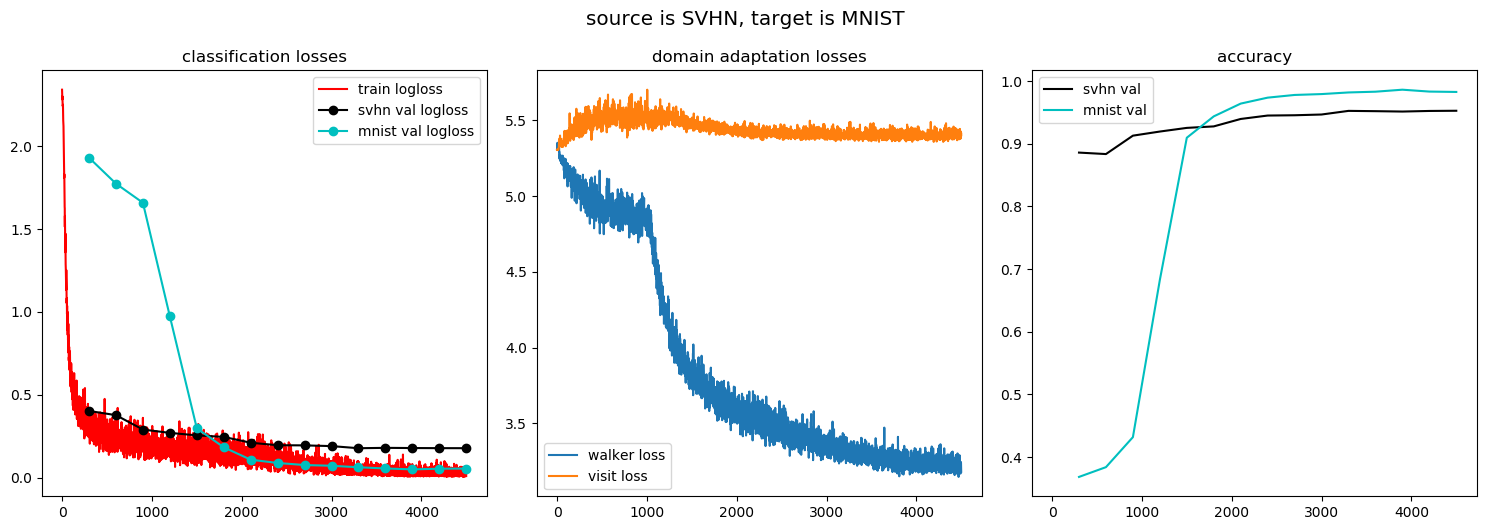 source is SVHN, target is MNIST
classification losses
train logloss
svhn val logloss
mnist val logloss
2.0
1.5
1.0
0.5
0.0
0 1000 2000 3000 4000
domain adaptation losses
5.5
5.0
4.5
4.0
3.5
walker loss
visit loss
0 1000 2000 3000 4000
accuracy
svhn val
mnist val
1.0
0.9
0.8
0.7
0.6
0.5
0.4
0 1000 2000 3000 4000